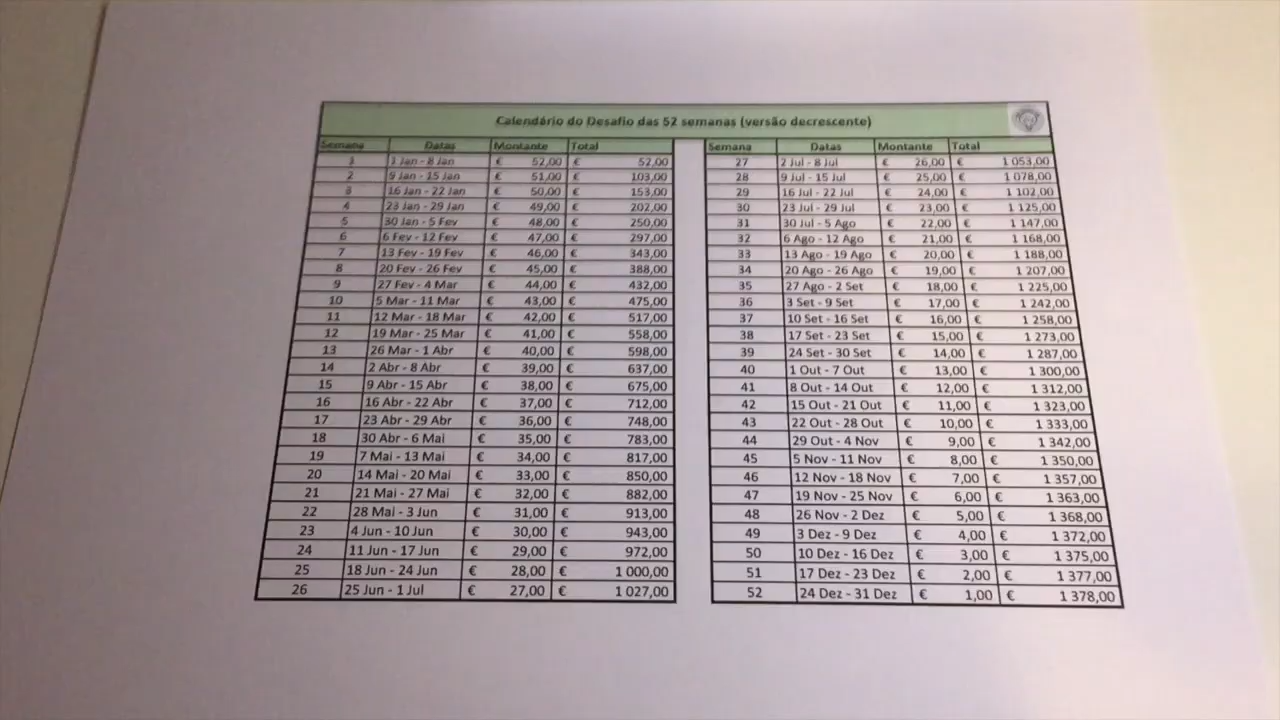 Calendário do Desafio das 52 semanas (versão decrescente)
Semana Datas Montante Total
1 1 Jan - 8 Jan € 52,00 € 52,00
2 9 Jan - 15 Jan € 51,00 € 103,00
3 16 Jan - 22 Jan € 50,00 € 153,00
4 23 Jan - 29 Jan € 49,00 € 202,00
5 30 Jan - 5 Fev € 48,00 € 250,00
6 6 Fev - 12 Fev € 47,00 € 297,00
7 13 Fev - 19 Fev € 46,00 € 343,00
8 20 Fev - 26 Fev € 45,00 € 388,00
9 27 Fev - 4 Mar € 44,00 € 432,00
10 5 Mar - 11 Mar € 43,00 € 475,00
11 12 Mar - 18 Mar € 42,00 € 517,00
12 19 Mar - 25 Mar € 41,00 € 558,00
13 26 Mar - 1 Abr € 40,00 € 598,00
14 2 Abr - 8 Abr € 39,00 € 637,00
15 9 Abr - 15 Abr € 38,00 € 675,00
16 16 Abr - 22 Abr € 37,00 € 712,00
17 23 Abr - 29 Abr € 36,00 € 748,00
18 30 Abr - 6 Mai € 35,00 € 783,00
19 7 Mai - 13 Mai € 34,00 € 817,00
20 14 Mai - 20 Mai € 33,00 € 850,00
21 21 Mai - 27 Mai € 32,00 € 882,00
22 28 Mai - 3 Jun € 31,00 € 913,00
23 4 Jun - 10 Jun € 30,00 € 943,00
24 11 Jun - 17 Jun € 29,00 € 972,00
25 18 Jun - 24 Jun € 28,00 € 1 000,00
26 25 Jun - 1 Jul € 27,00 € 1 027,00
Semana Datas Montante Total
27 2 Jul - 8 Jul € 26,00 € 1 053,00
28 9 Jul - 15 Jul € 25,00 € 1 078,00
29 16 Jul - 22 Jul € 24,00 € 1 102,00
30 23 Jul - 29 Jul € 23,00 € 1 125,00
31 30 Jul - 5 Ago € 22,00 € 1 147,00
32 6 Ago - 12 Ago € 21,00 € 1 168,00
33 13 Ago - 19 Ago € 20,00 € 1 188,00
34 20 Ago - 26 Ago € 19,00 € 1 207,00
35 27 Ago - 2 Set € 18,00 € 1 225,00
36 3 Set - 9 Set € 17,00 € 1 242,00
37 10 Set - 16 Set € 16,00 € 1 258,00
38 17 Set - 23 Set € 15,00 € 1 273,00
39 24 Set - 30 Set € 14,00 € 1 287,00
40 1 Out - 7 Out € 13,00 € 1 300,00
41 8 Out - 14 Out € 12,00 € 1 312,00
42 15 Out - 21 Out € 11,00 € 1 323,00
43 22 Out - 28 Out € 10,00 € 1 333,00
44 29 Out - 4 Nov € 9,00 € 1 342,00
45 5 Nov - 11 Nov € 8,00 € 1 350,00
46 12 Nov - 18 Nov € 7,00 € 1 357,00
47 19 Nov - 25 Nov € 6,00 € 1 363,00
48 26 Nov - 2 Dez € 5,00 € 1 368,00
49 3 Dez - 9 Dez € 4,00 € 1 372,00
50 10 Dez - 16 Dez € 3,00 € 1 375,00
51 17 Dez - 23 Dez € 2,00 € 1 377,00
52 24 Dez - 31 Dez € 1,00 € 1 378,00